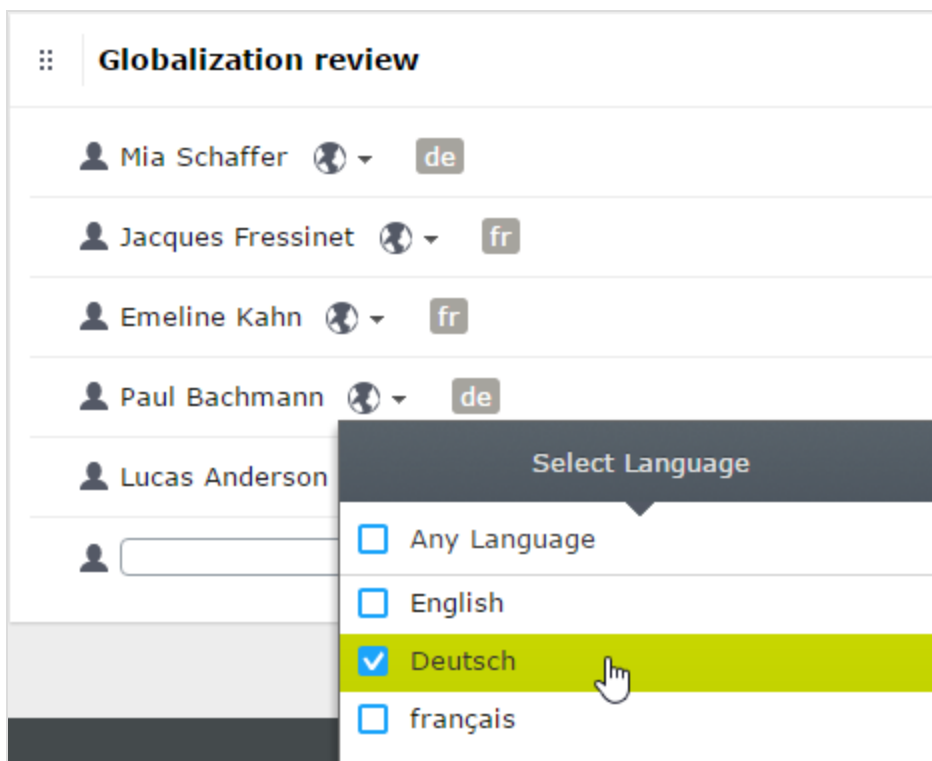 Globalization review
Mia Schaffer de
Jacques Fressinet fr
Emeline Kahn fr
Paul Bachmann de
Lucas Anderson
Select Language
Any Language
English
Deutsch
français